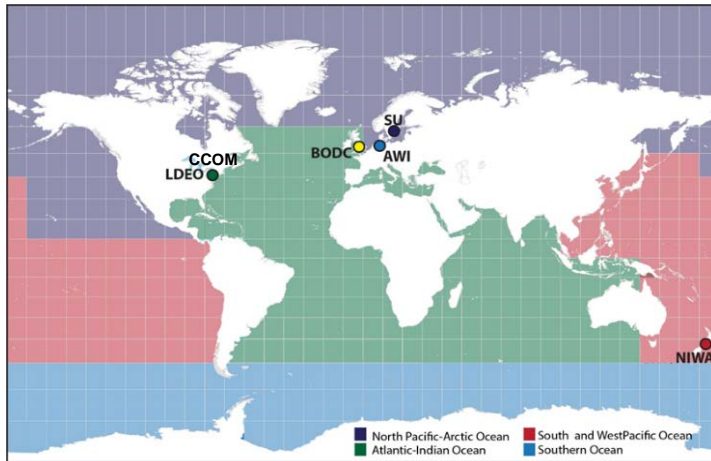 SU
BODC
AWI
CCOM
LDEO
NIWA
North Pacific-Arctic Ocean
South and WestPacific Ocean
Atlantic-Indian Ocean
Southern Ocean